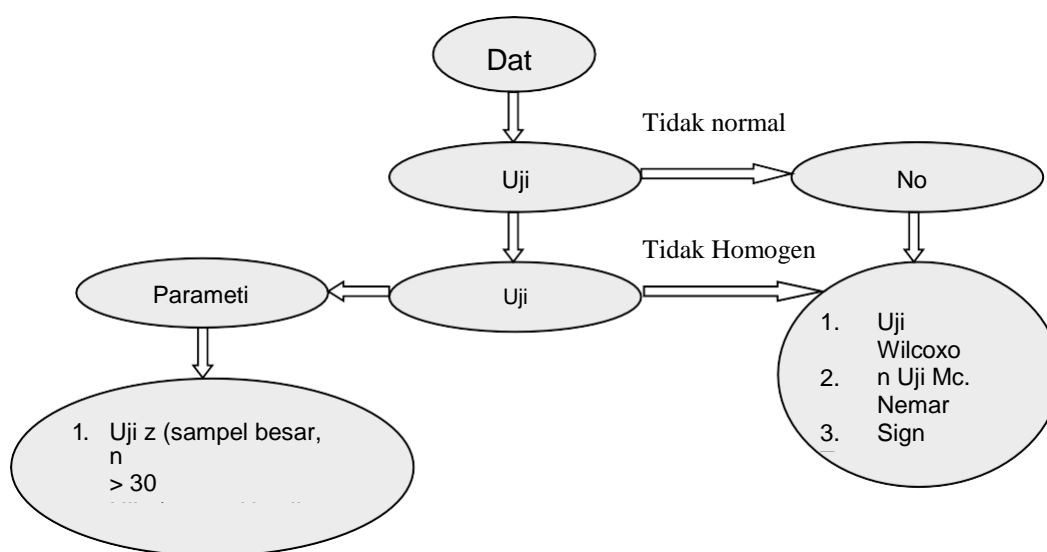 Dat
Tidak normal
Uji
No
Tidak Homogen
Parameti
Uji
1. Uji
Wilcoxo
2. n Uji Mc.
Nemar
3. Sign
1. Uji z (sampel besar,
n
> 30